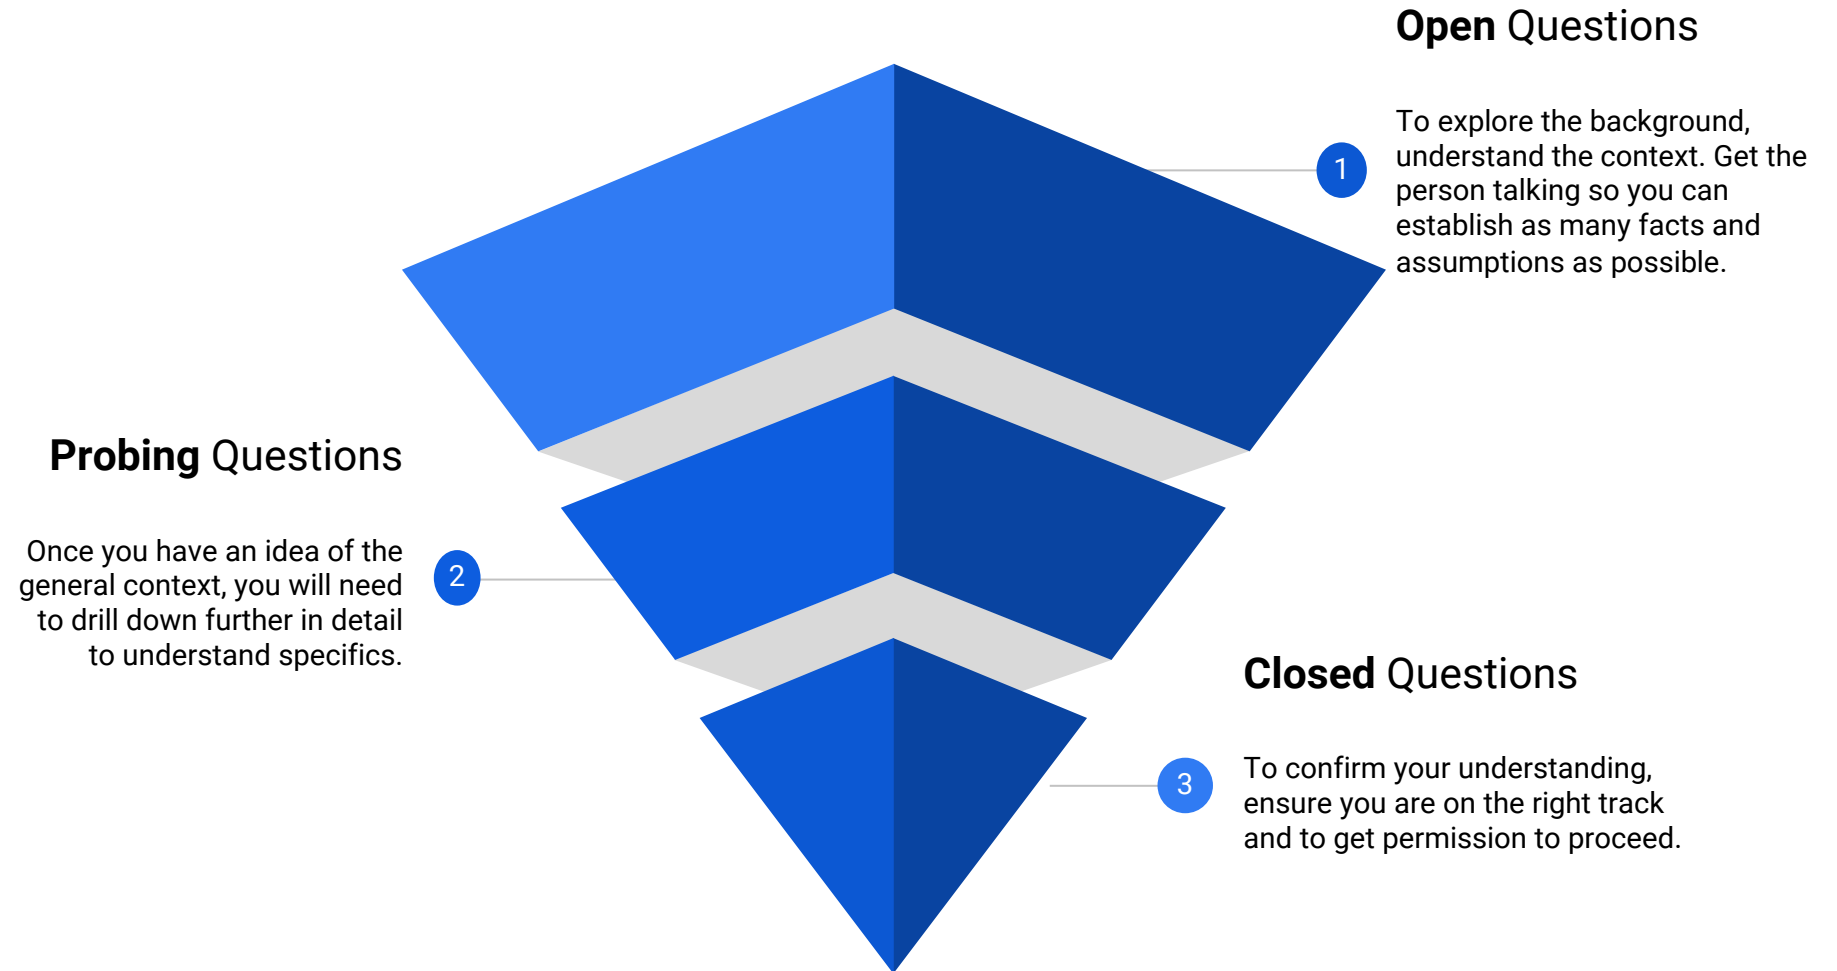 Open Questions
1
To explore the background,
understand the context. Get the
person talking so you can
establish as many facts and
assumptions as possible.
Probing Questions
2
Once you have an idea of the
general context, you will need
to drill down further in detail
to understand specifics.
Closed Questions
3
To confirm your understanding,
ensure you are on the right track
and to get permission to proceed.